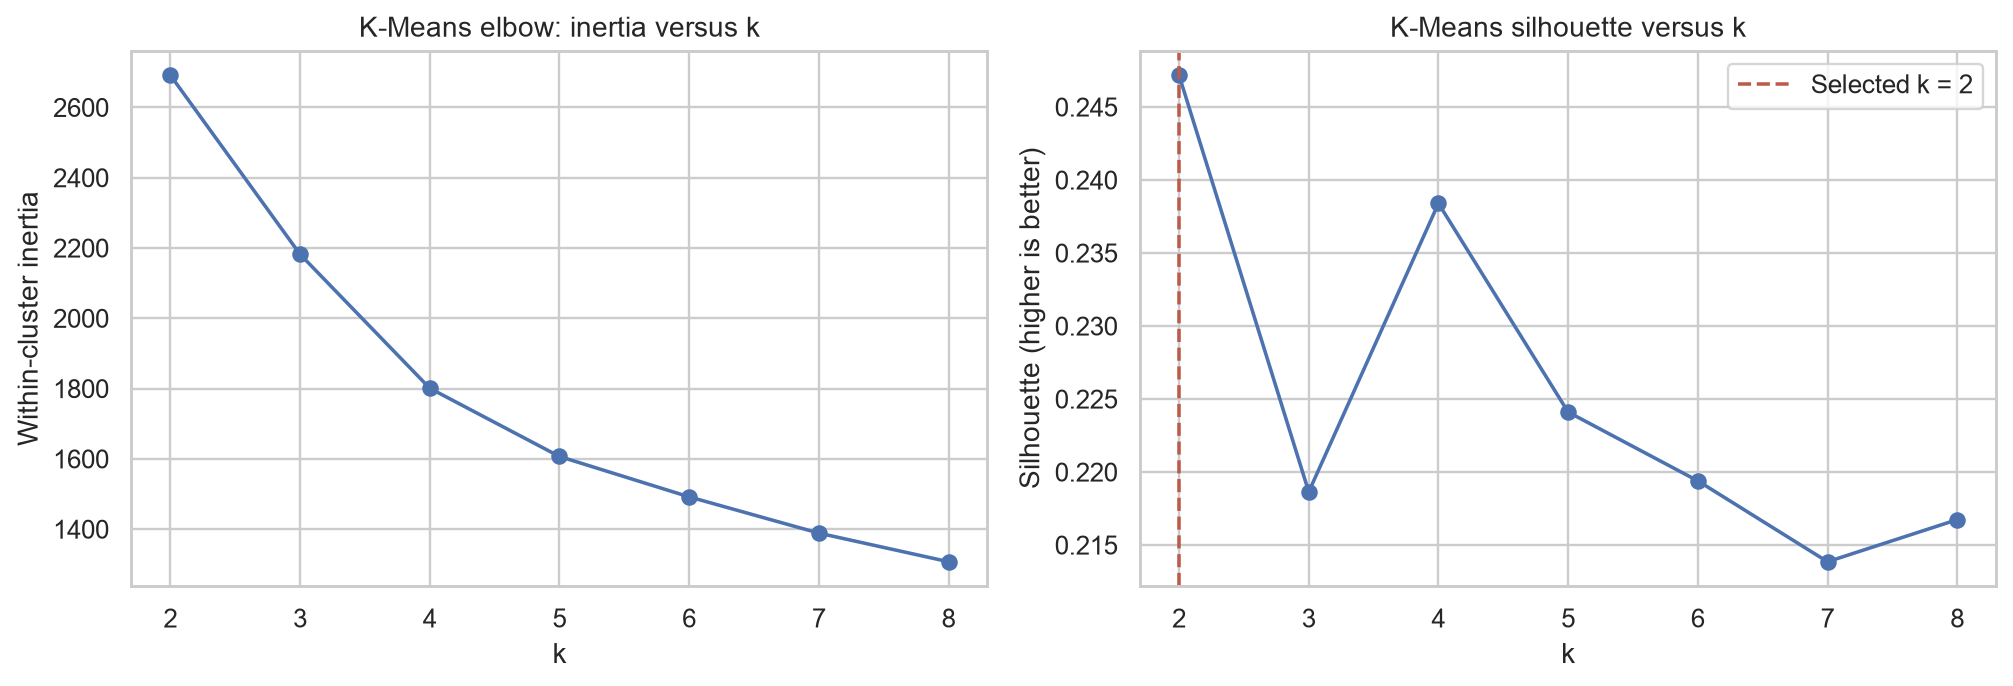 K-Means elbow: inertia versus k
Within-cluster inertia
2600
2400
2200
2000
1800
1600
1400
2 3 4 5 6 7 8
k
K-Means silhouette versus k
Selected k = 2
Silhouette (higher is better)
0.245
0.240
0.235
0.230
0.225
0.220
0.215
2 3 4 5 6 7 8
k